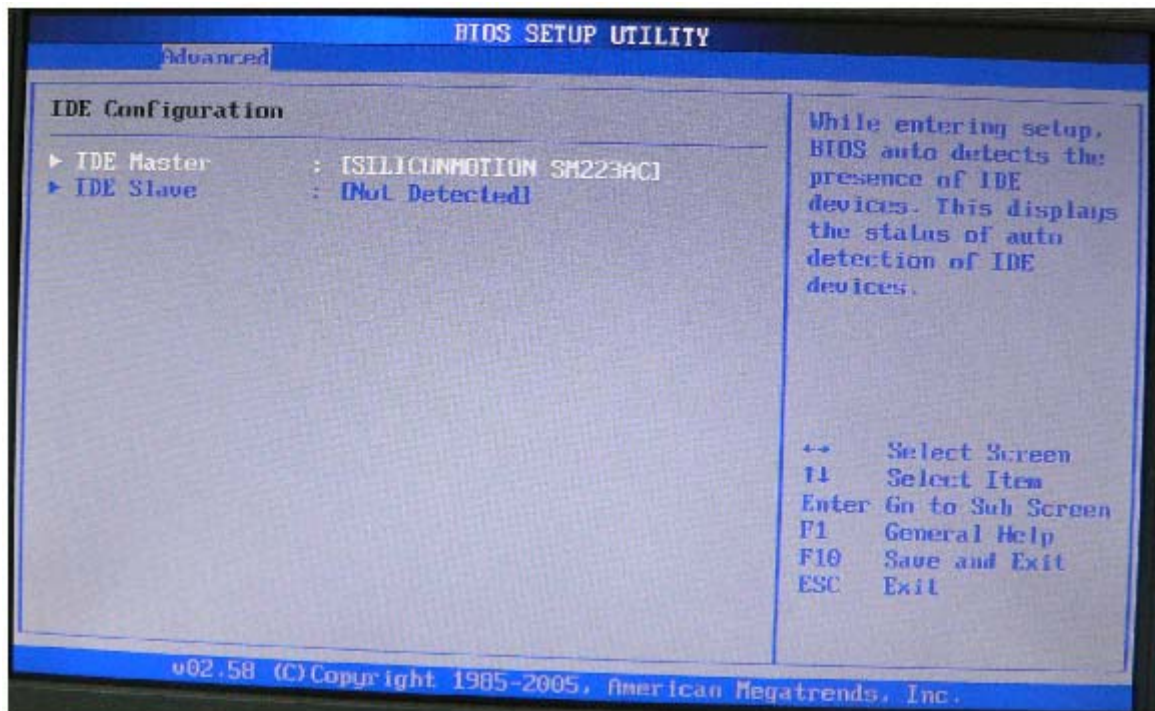 BIOS SETUP UTILITY
Advanced
IDE Configuration
▶ IDE Master : [SILICONMOTION SM223AC]
▶ IDE Slave : [Not Detected]
While entering setup,
BIOS auto detects the
presence of IDE
devices. This displays
the status of auto
detection of IDE
devices.
←→ Select Screen
↑↓ Select Item
Enter Go to Sub Screen
F1 General Help
F10 Save and Exit
ESC Exit
v02.58 (C)Copyright 1985-2005, American Megatrends, Inc.